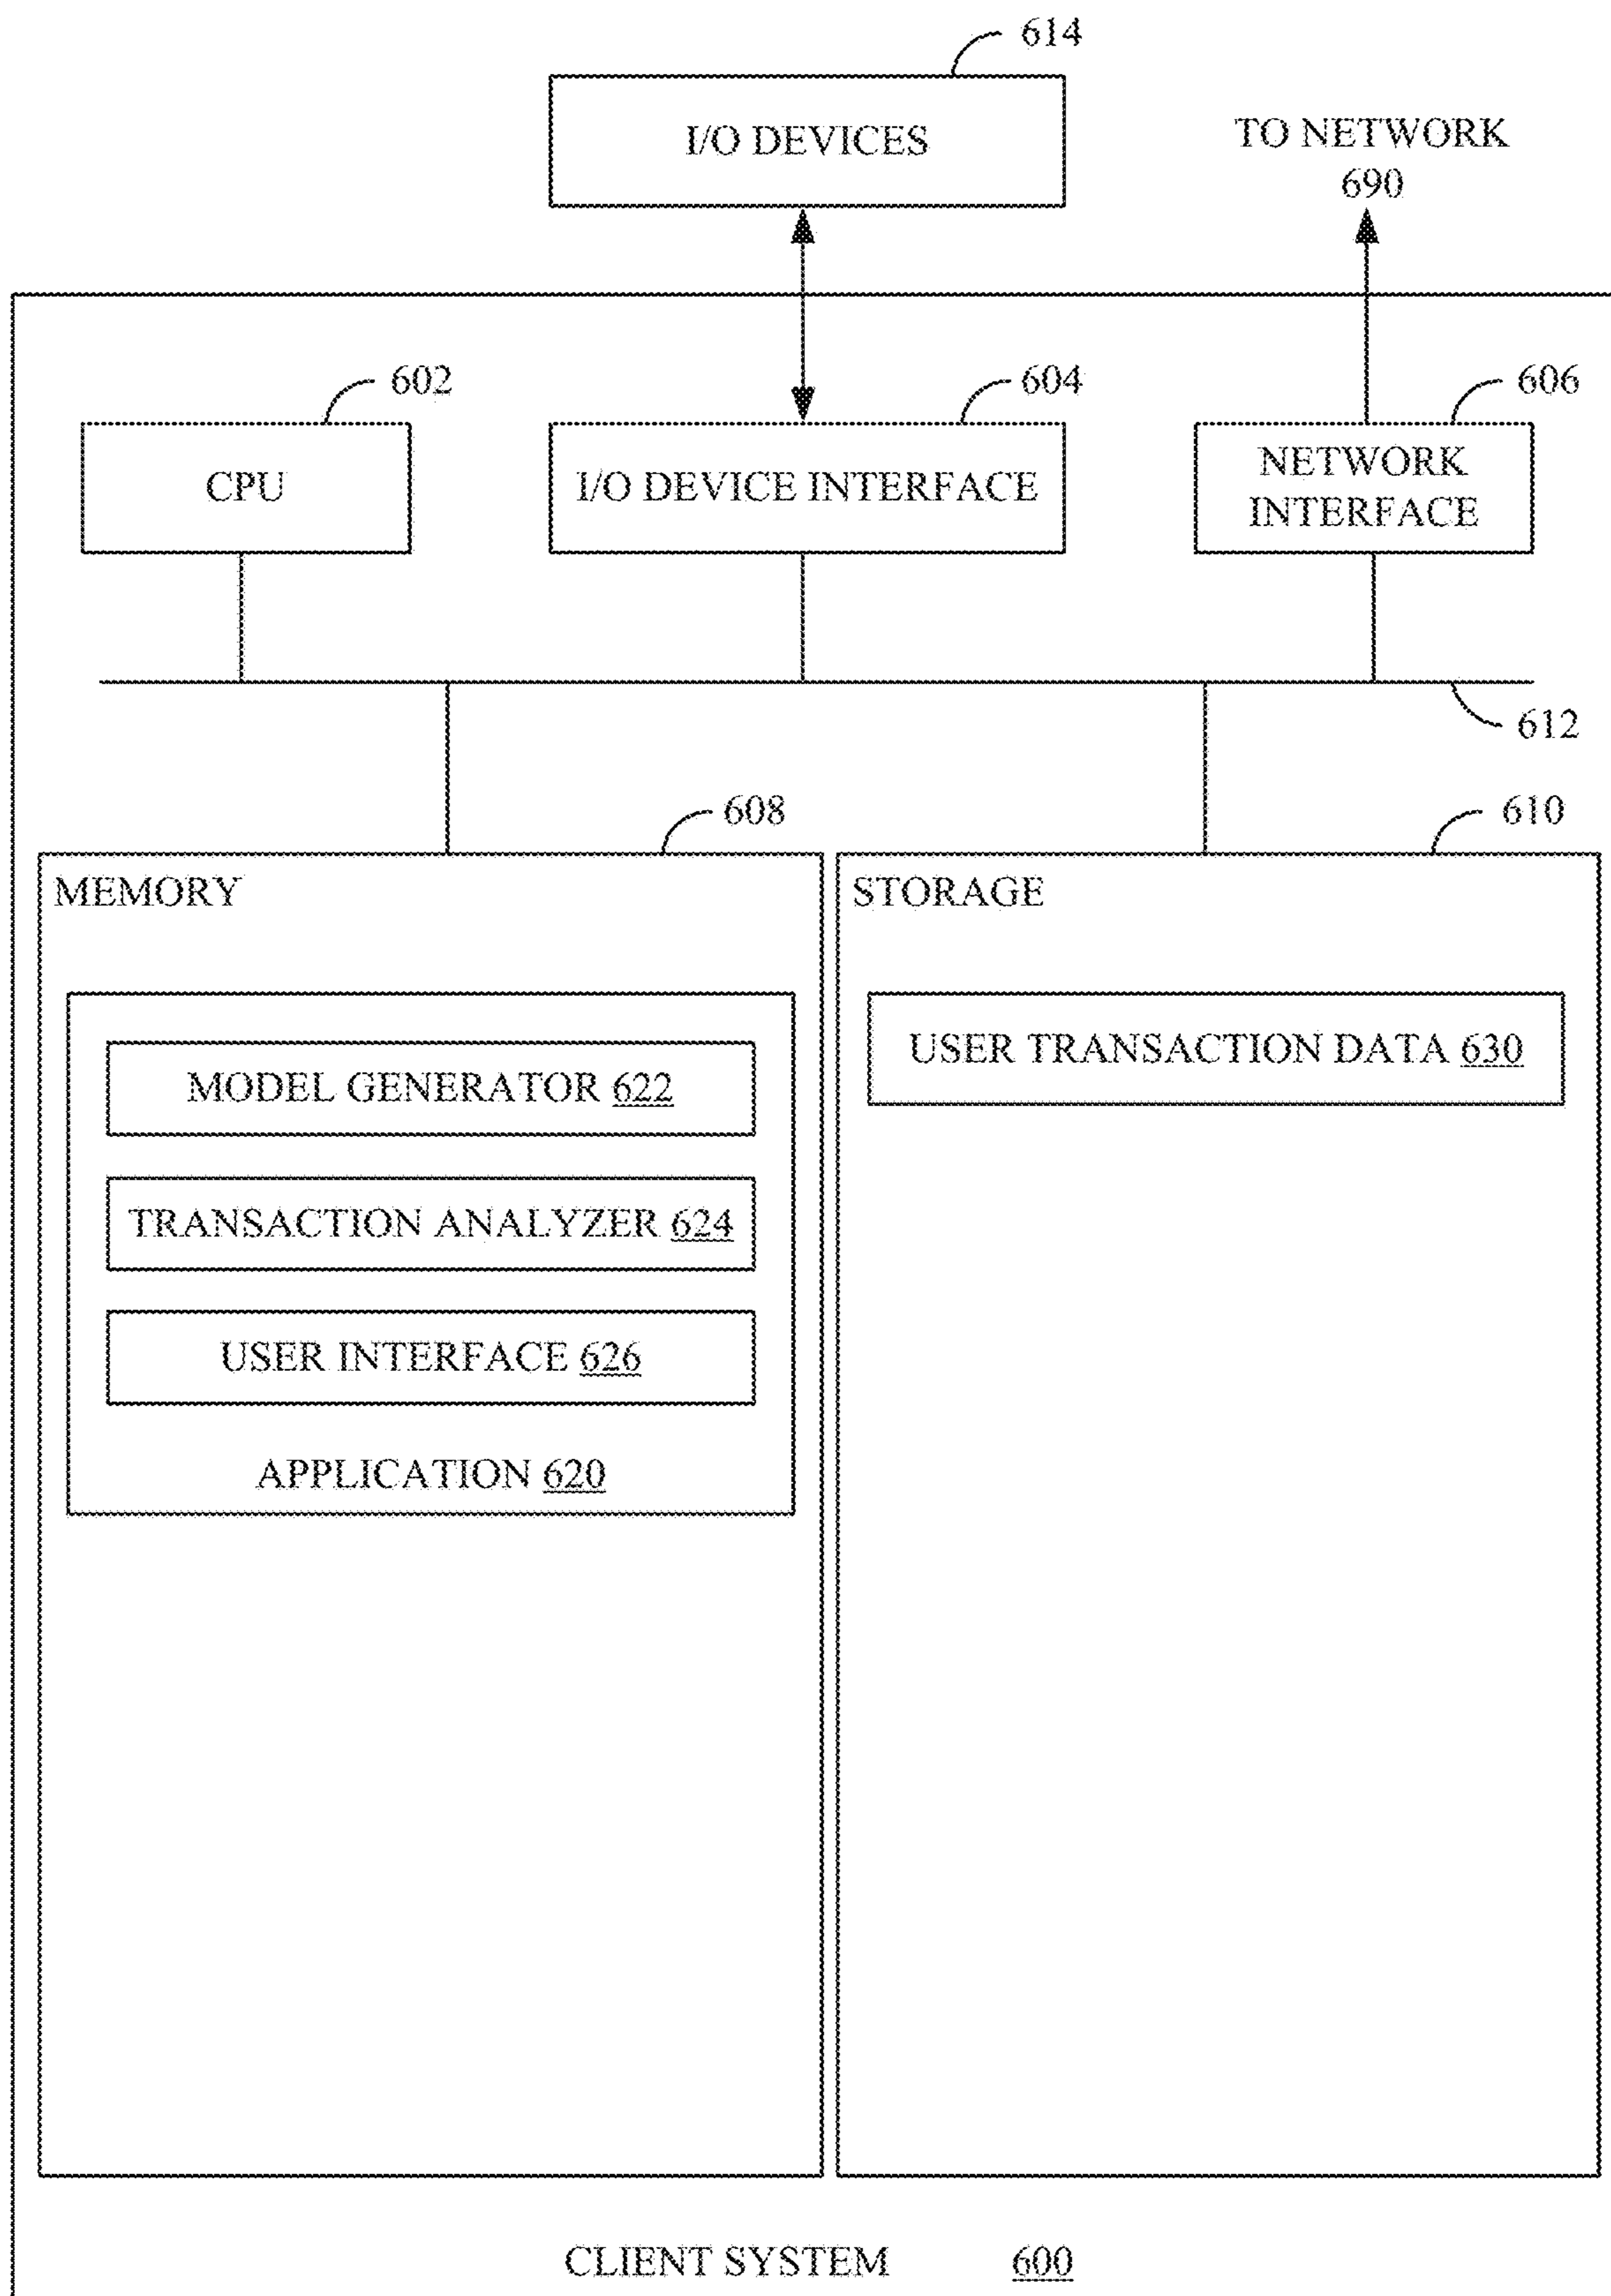 614
I/O DEVICES
TO NETWORK
690
602
604
606
CPU
I/O DEVICE INTERFACE
NETWORK
INTERFACE
612
608
610
MEMORY
STORAGE
USER TRANSACTION DATA 630
MODEL GENERATOR 622
TRANSACTION ANALYZER 624
USER INTERFACE 626
APPLICATION 620
CLIENT SYSTEM 600